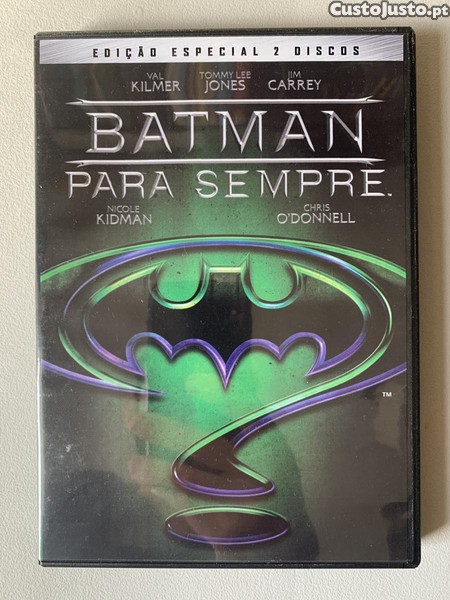 CustoJusto.pt
EDIÇÃO ESPECIAL 2 DISCOS
VAL KILMER TOMMY LEE JONES JIM CARREY
BATMAN
PARA SEMPRE™
NICOLE KIDMAN CHRIS O'DONNELL
™